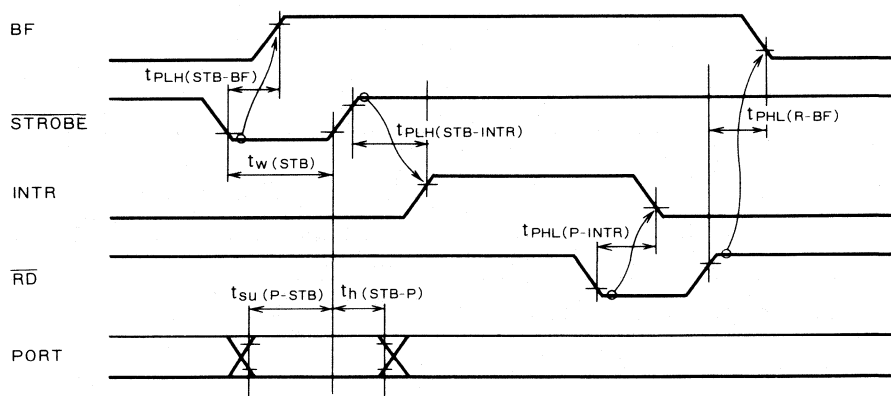 BF
tPLH(STB-BF)
STROBE
tPLH(STB-INTR)
tPHL(R-BF)
tw(STB)
INTR
tPHL(P-INTR)
RD
tsu(P-STB)
th(STB-P)
PORT